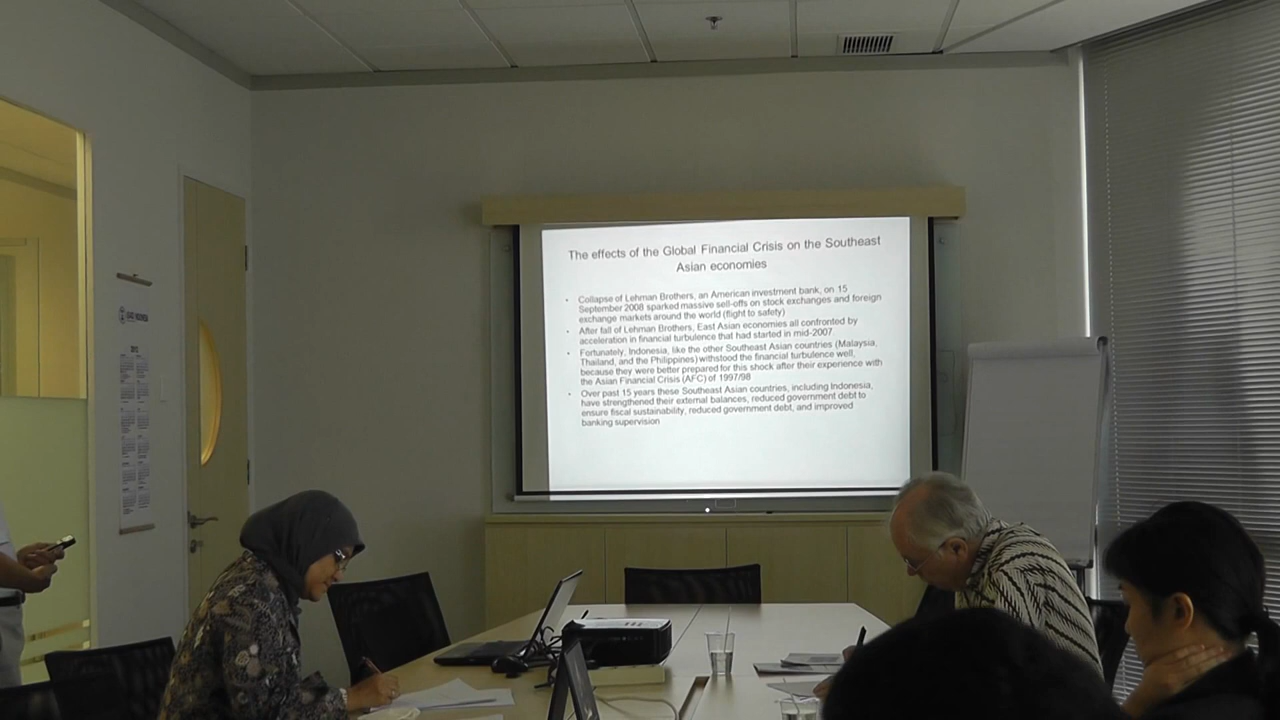 The effects of the Global Financial Crisis on the Southeast
Asian economies
• Collapse of Lehman Brothers, an American investment bank, on 15
September 2008 sparked massive sell-offs on stock exchanges and foreign
exchange markets around the world (flight to safety)
• After fall of Lehman Brothers, East Asian economies all confronted by
acceleration in financial turbulence that had started in mid-2007.
• Fortunately, Indonesia, like the other Southeast Asian countries (Malaysia,
Thailand, and the Philippines) withstood the financial turbulence well,
because they were better prepared for this shock after their experience with
the Asian Financial Crisis (AFC) of 1997/98
• Over past 15 years these Southeast Asian countries, including Indonesia,
have strengthened their external balances, reduced government debt to
ensure fiscal sustainability, reduced government debt, and improved
banking supervision